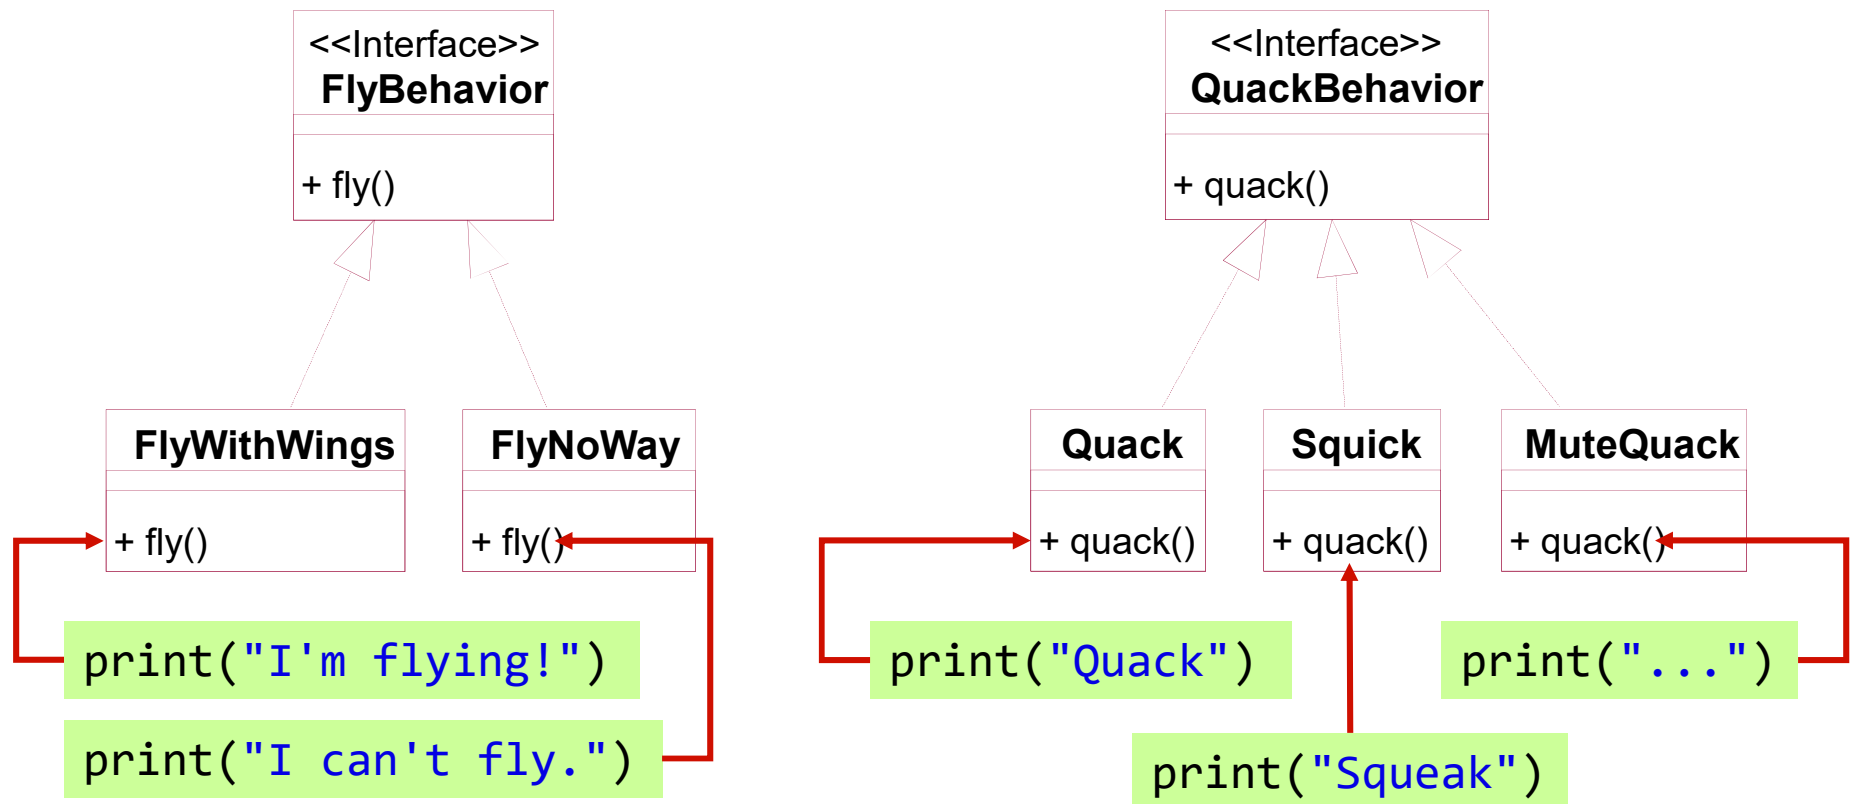 <<Interface>>
FlyBehavior
+ fly()
<<Interface>>
QuackBehavior
+ quack()
FlyWithWings
+ fly()
FlyNoWay
+ fly()
Quack
+ quack()
Squick
+ quack()
MuteQuack
+ quack()
print("I'm flying!")
print("I can't fly.")
print("Quack")
print("Squeak")
print("...")